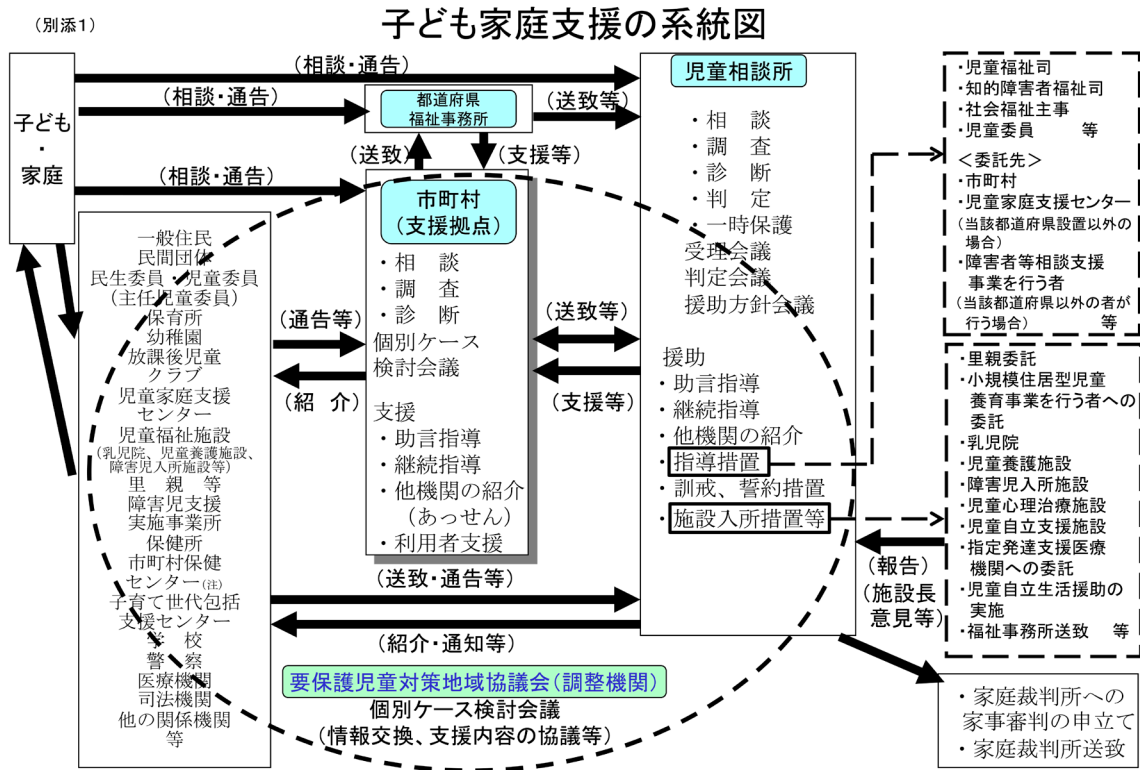 (別添1)
子ども家庭支援の系統図
子ども
・
家庭
(相談・通告)
(相談・通告)
(相談・通告)
都道府県
福祉事務所
(送致等)
(送致)
(支援等)
一般住民
民間団体
民生委員・児童委員
(主任児童委員)
保育所
幼稚園
放課後児童
クラブ
児童家庭支援
センター
児童福祉施設
(乳児院、児童養護施設、
障害児入所施設等)
里 親 等
障害児支援
実施事業所
保健所
市町村保健
センター(注)
子育て世代包括
支援センター
学 校
警 察
医療機関
司法機関
他の関係機関
等
(通告等)
(紹 介)
市町村
(支援拠点)
・相 談
・調 査
・診 断
個別ケース
検討会議
支援
・助言指導
・継続指導
・他機関の紹介
(あっせん)
・利用者支援
(送致等)
(支援等)
(送致・通告等)
(紹介・通知等)
要保護児童対策地域協議会(調整機関)
個別ケース検討会議
(情報交換、支援内容の協議等)
児童相談所
・相 談
・調 査
・診 断
・判 定
・一時保護
受理会議
判定会議
援助方針会議
援助
・助言指導
・継続指導
・他機関の紹介
・指導措置
・訓戒、誓約措置
・施設入所措置等
・児童福祉司
・知的障害者福祉司
・社会福祉主事
・児童委員 等
<委託先>
・市町村
・児童家庭支援センター
(当該都道府県設置以外の
場合)
・障害者等相談支援
事業を行う者
(当該都道府県以外の者が
行う場合) 等
・里親委託
・小規模住居型児童
養育事業を行う者への
委託
・乳児院
・児童養護施設
・障害児入所施設
・児童心理治療施設
・児童自立支援施設
・指定発達支援医療
機関への委託
・児童自立生活援助の
実施
・福祉事務所送致 等
(報告)
(施設長
意見等)
・家庭裁判所への
家事審判の申立て
・家庭裁判所送致